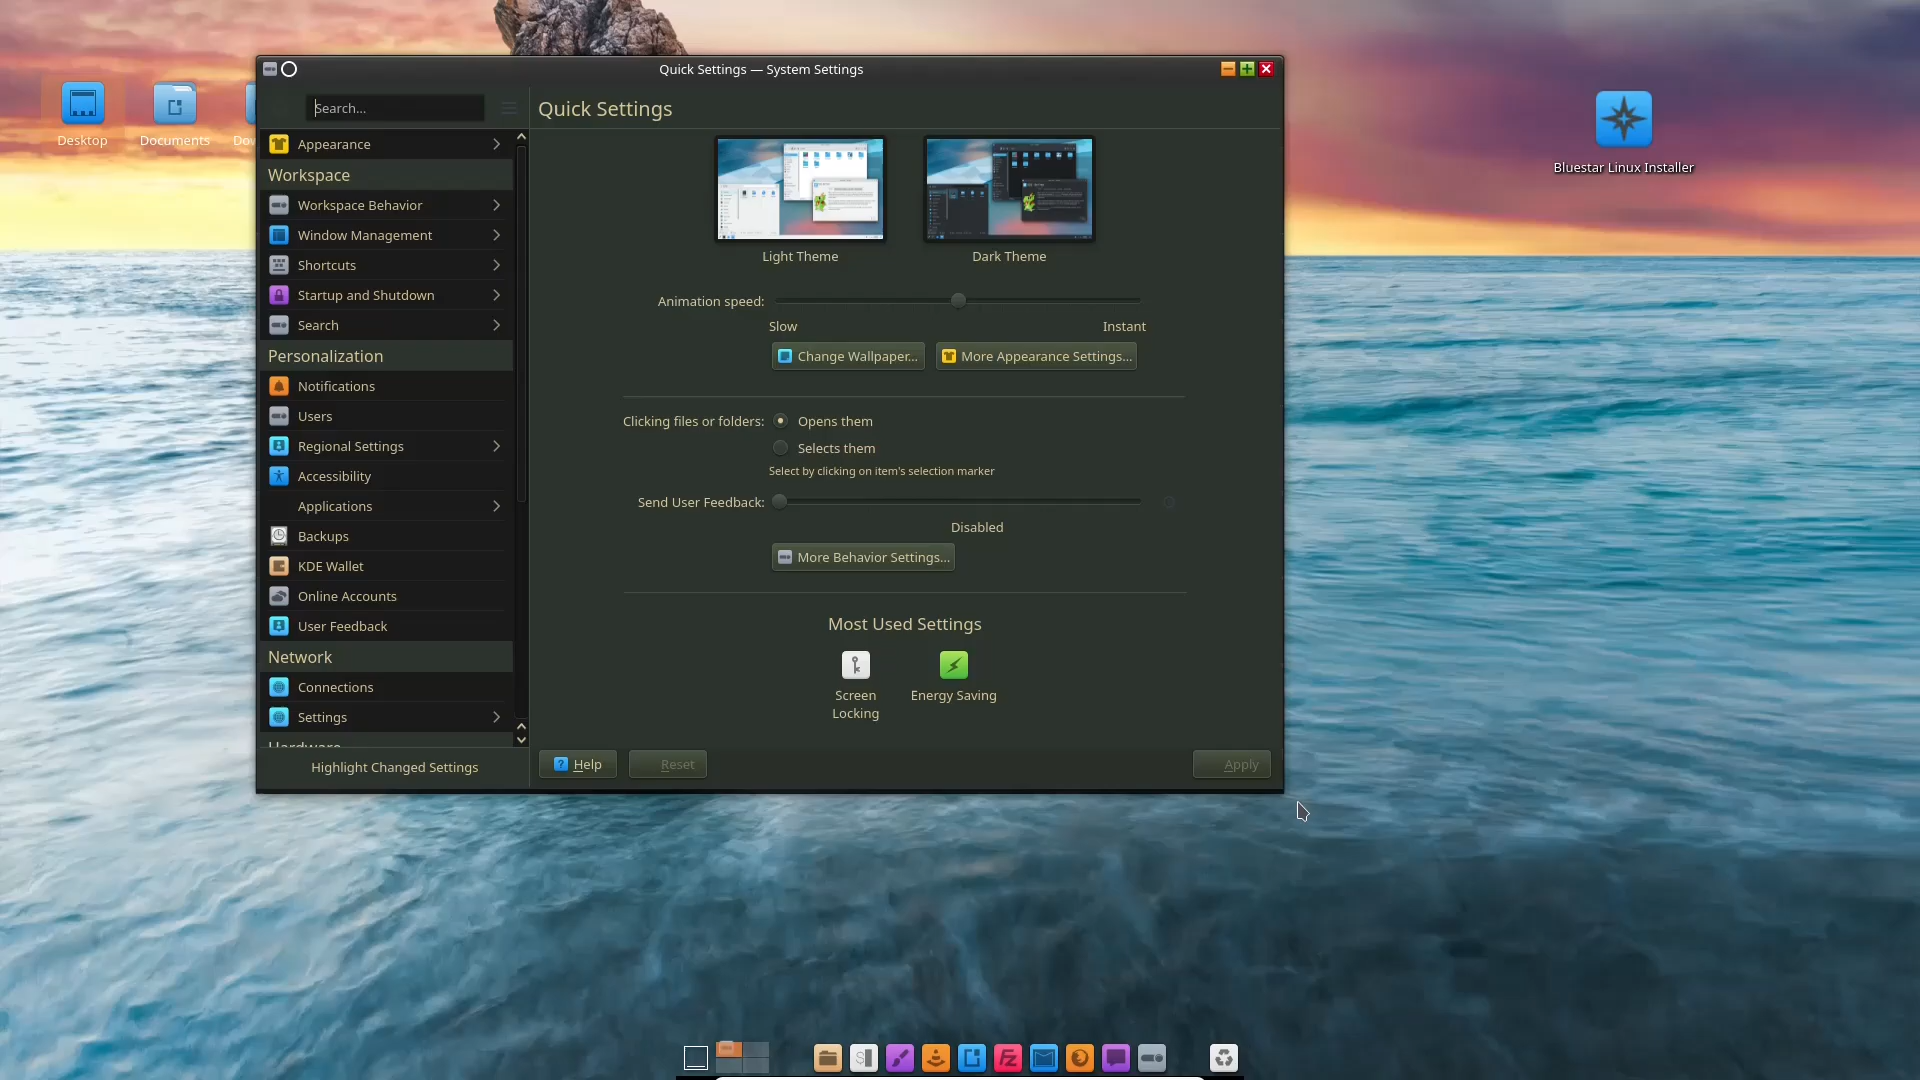 Quick Settings — System Settings
Search...
Quick Settings
Desktop
Documents
Bluestar Linux Installer
Appearance
Workspace
Workspace Behavior
Window Management
Shortcuts
Startup and Shutdown
Search
Personalization
Notifications
Users
Regional Settings
Accessibility
Applications
Backups
KDE Wallet
Online Accounts
User Feedback
Network
Connections
Settings
Highlight Changed Settings
Light Theme
Dark Theme
Animation speed:
Slow
Instant
Change Wallpaper...
More Appearance Settings...
Clicking files or folders:
Opens them
Selects them
Select by clicking on item's selection marker
Send User Feedback:
Disabled
More Behavior Settings...
Most Used Settings
Screen
Locking
Energy Saving
Help
Reset
Apply